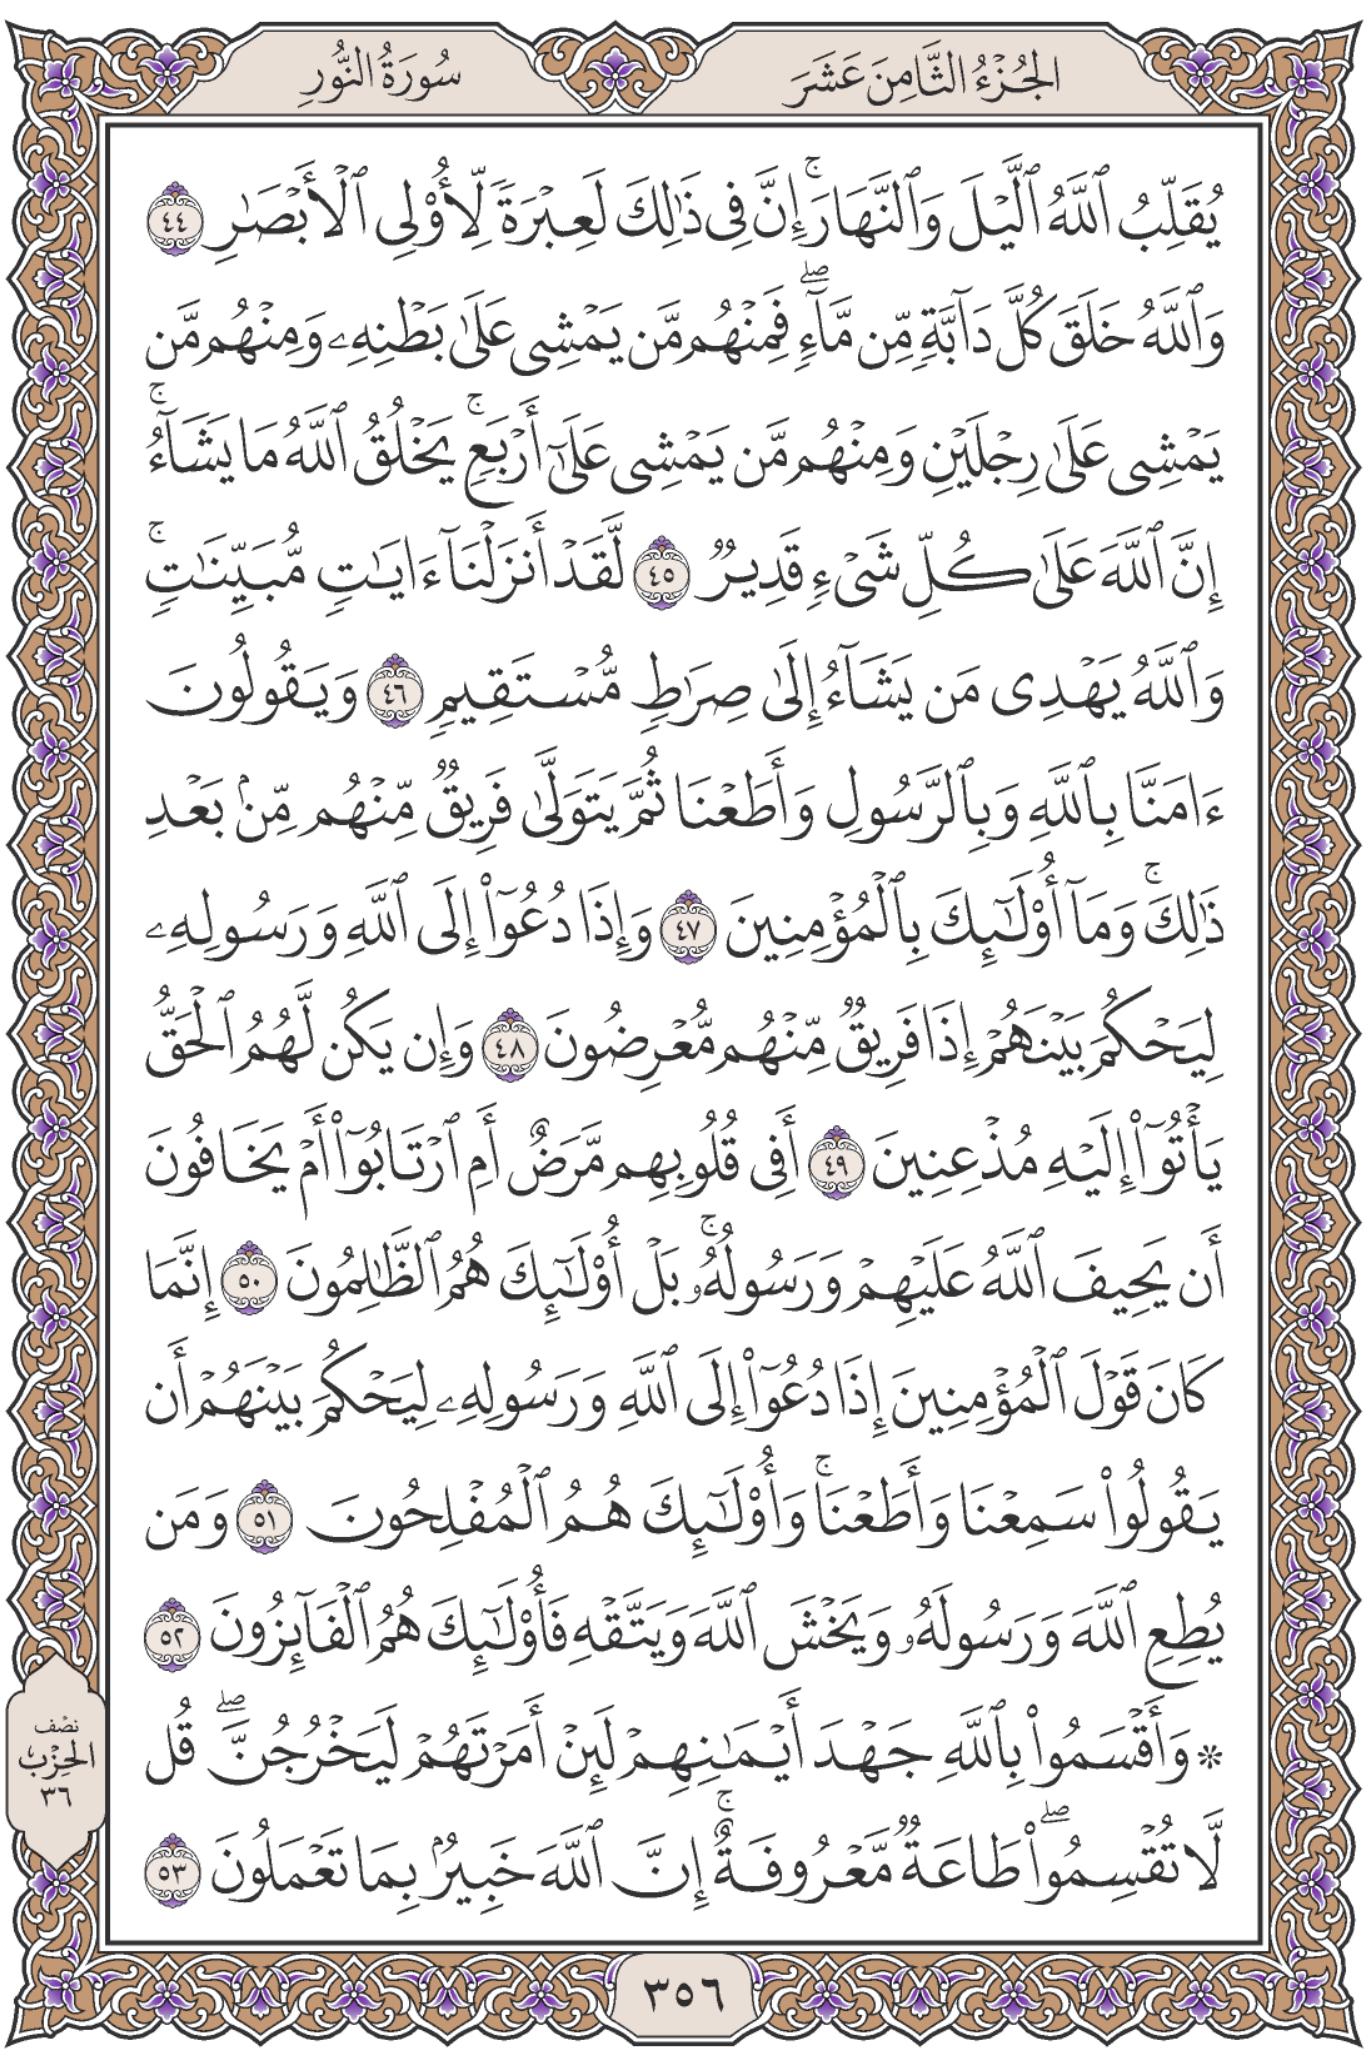 الجُزْءُ الثَّامِنَ عَشَرَ
سُورَةُ النُّورِ
يُقَلِّبُ ٱللَّهُ ٱلَّيْلَ وَٱلنَّهَارَۚ إِنَّ فِى ذَٰلِكَ لَعِبْرَةً لِّأُو۟لِى ٱلْأَبْصَٰرِ ٤٤
وَٱللَّهُ خَلَقَ كُلَّ دَآبَّةٍ مِّن مَّآءٍۖ فَمِنْهُم مَّن يَمْشِى عَلَىٰ بَطْنِهِۦ وَمِنْهُم مَّن
يَمْشِى عَلَىٰ رِجْلَيْنِ وَمِنْهُم مَّن يَمْشِى عَلَىٰٓ أَرْبَعٍۚ يَخْلُقُ ٱللَّهُ مَا يَشَآءُۚ
إِنَّ ٱللَّهَ عَلَىٰ كُلِّ شَىْءٍ قَدِيرٌ ٤٥ لَّقَدْ أَنزَلْنَآ ءَايَٰتٍ مُّبَيِّنَٰتٍۚ
وَٱللَّهُ يَهْدِى مَن يَشَآءُ إِلَىٰ صِرَٰطٍ مُّسْتَقِيمٍ ٤٦ وَيَقُولُونَ
ءَامَنَّا بِٱللَّهِ وَبِٱلرَّسُولِ وَأَطَعْنَا ثُمَّ يَتَوَلَّىٰ فَرِيقٌ مِّنْهُم مِّنۢ بَعْدِ
ذَٰلِكَۚ وَمَآ أُو۟لَٰٓئِكَ بِٱلْمُؤْمِنِينَ ٤٧ وَإِذَا دُعُوٓا۟ إِلَى ٱللَّهِ وَرَسُولِهِۦ
لِيَحْكُمَ بَيْنَهُمْ إِذَا فَرِيقٌ مِّنْهُم مُّعْرِضُونَ ٤٨ وَإِن يَكُن لَّهُمُ ٱلْحَقُّ
يَأْتُوٓا۟ إِلَيْهِ مُذْعِنِينَ ٤٩ أَفِى قُلُوبِهِم مَّرَضٌ أَمِ ٱرْتَابُوٓا۟ أَمْ يَخَافُونَ
أَن يَحِيفَ ٱللَّهُ عَلَيْهِمْ وَرَسُولُهُۥۚ بَلْ أُو۟لَٰٓئِكَ هُمُ ٱلظَّٰلِمُونَ ٥٠ إِنَّمَا
كَانَ قَوْلَ ٱلْمُؤْمِنِينَ إِذَا دُعُوٓا۟ إِلَى ٱللَّهِ وَرَسُولِهِۦ لِيَحْكُمَ بَيْنَهُمْ أَن
يَقُولُوا۟ سَمِعْنَا وَأَطَعْنَاۚ وَأُو۟لَٰٓئِكَ هُمُ ٱلْمُفْلِحُونَ ٥١ وَمَن
يُطِعِ ٱللَّهَ وَرَسُولَهُۥ وَيَخْشَ ٱللَّهَ وَيَتَّقْهِ فَأُو۟لَٰٓئِكَ هُمُ ٱلْفَآئِزُونَ ٥٢
۞ وَأَقْسَمُوا۟ بِٱللَّهِ جَهْدَ أَيْمَٰنِهِمْ لَئِنْ أَمَرْتَهُمْ لَيَخْرُجُنَّۖ قُل
لَّا تُقْسِمُوا۟ۖ طَاعَةٌ مَّعْرُوفَةٌۚ إِنَّ ٱللَّهَ خَبِيرٌۢ بِمَا تَعْمَلُونَ ٥٣
نصف
الحِزْب
٣٦
٣٥٦